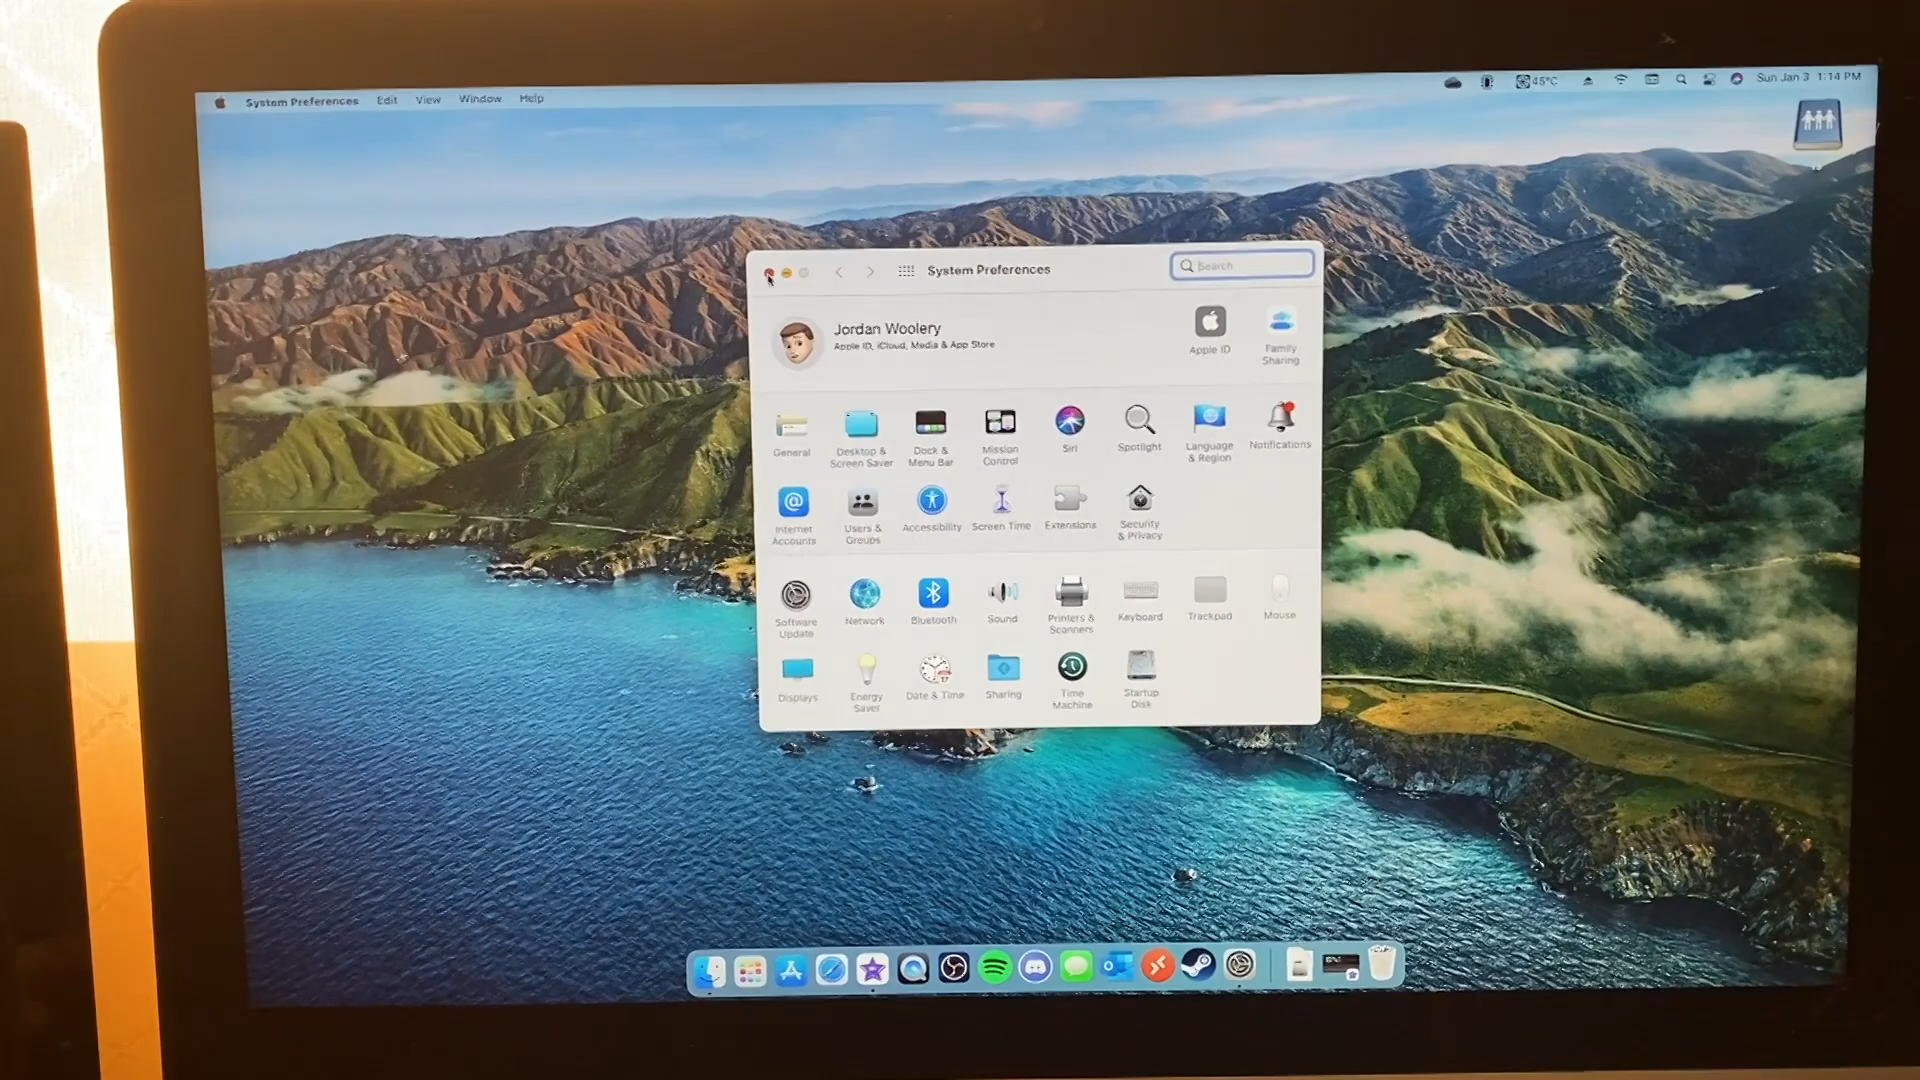 System Preferences Edit View Window Help
45°C Sun Jan 3 1:14 PM
System Preferences
Search
Jordan Woolery
Apple ID, iCloud, Media & App Store
Apple ID
Family
Sharing
General
Desktop &
Screen Saver
Dock &
Menu Bar
Mission
Control
Siri
Spotlight
Language
& Region
Notifications
Internet
Accounts
Users &
Groups
Accessibility
Screen Time
Extensions
Security
& Privacy
Software
Update
Network
Bluetooth
Sound
Printers &
Scanners
Keyboard
Trackpad
Mouse
Displays
Energy
Saver
Date & Time
Sharing
Time
Machine
Startup
Disk